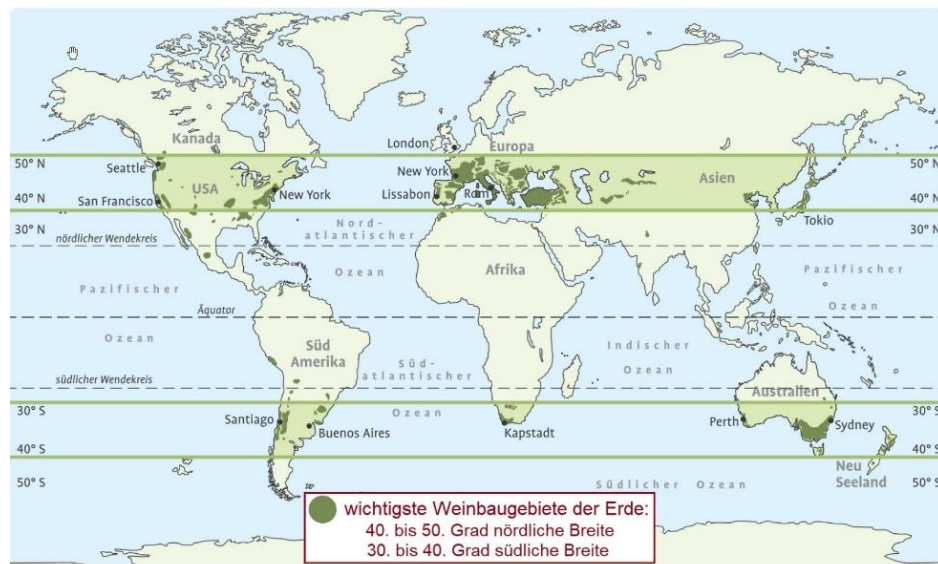 Kanada
London
Europa
50° N
50° N
Seattle
New York
Asien
USA
New York
Lissabon
Rom
40° N
San Francisco
40° N
Tokio
30° N
Nord-
atlantischer
Ozean
30° N
nördlicher Wendekreis
Afrika
Pazifischer
Ozean
Pazifischer
Ozean
Äquator
Süd
Amerika
Süd-
atlantischer
Ozean
Indischer
Ozean
südlicher Wendekreis
Australien
30° S
30° S
Santiago
Buenos Aires
Kapstadt
Perth
Sydney
40° S
40° S
Neu
Seeland
50° S
50° S
Südlicher Ozean
wichtigste Weinbaugebiete der Erde:
40. bis 50. Grad nördliche Breite
30. bis 40. Grad südliche Breite